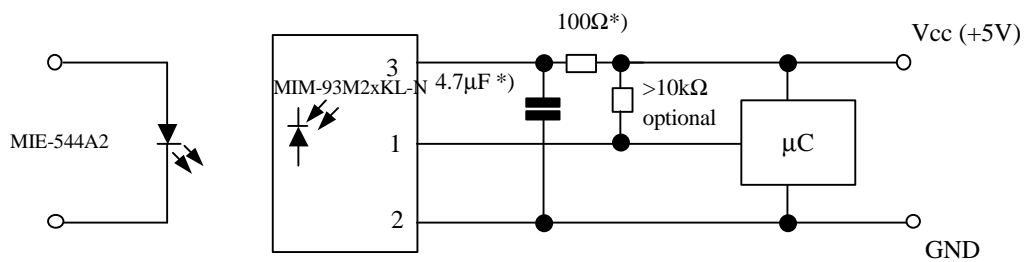 100Ω*)
Vcc (+5V)
3
MIM-93M2xKL-N
4.7µF *)
>10kΩ
optional
MIE-544A2
1
µC
2
GND